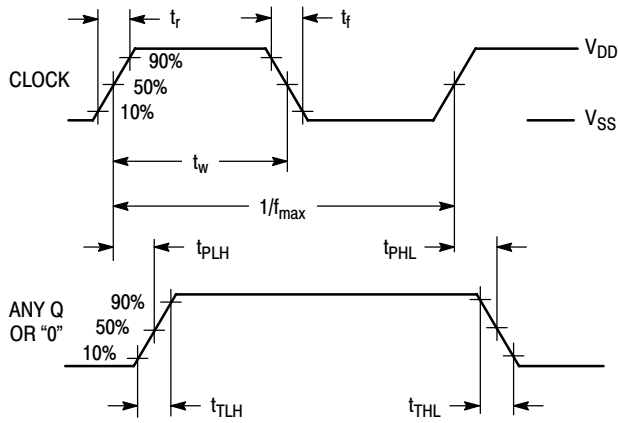 t_r
t_f
CLOCK
90%
50%
10%
V_DD
V_SS
t_w
1/f_max
t_PLH
t_PHL
ANY Q
OR “0”
90%
50%
10%
t_TLH
t_THL